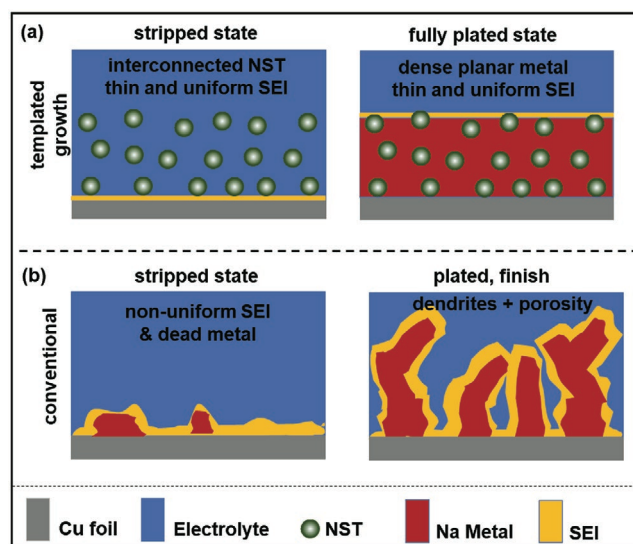 (a)
stripped state
fully plated state
templated
growth
interconnected NST
thin and uniform SEI
dense planar metal
thin and uniform SEI
(b)
stripped state
plated, finish
conventional
non-uniform SEI
& dead metal
dendrites + porosity
Cu foil
Electrolyte
NST
Na Metal
SEI